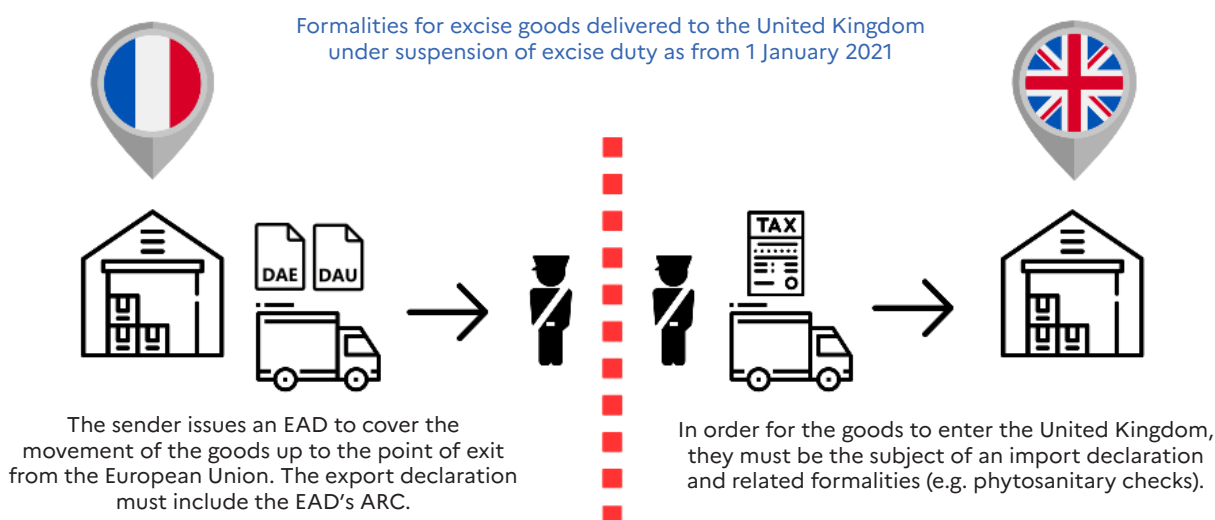 Formalities for excise goods delivered to the United Kingdom
under suspension of excise duty as from 1 January 2021
DAE
DAU
TAX
The sender issues an EAD to cover the
movement of the goods up to the point of exit
from the European Union. The export declaration
must include the EAD’s ARC.
In order for the goods to enter the United Kingdom,
they must be the subject of an import declaration
and related formalities (e.g. phytosanitary checks).